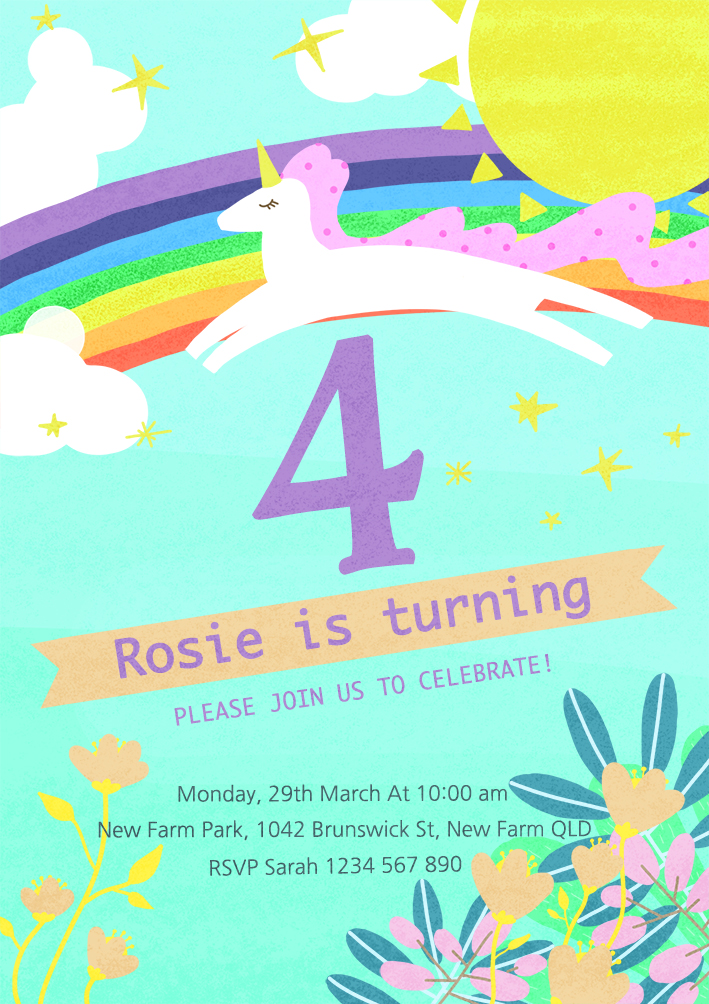 4
Rosie is turning
PLEASE JOIN US TO CELEBRATE!
Monday, 29th March At 10:00 am
New Farm Park, 1042 Brunswick St, New Farm QLD
RSVP Sarah 1234 567 890